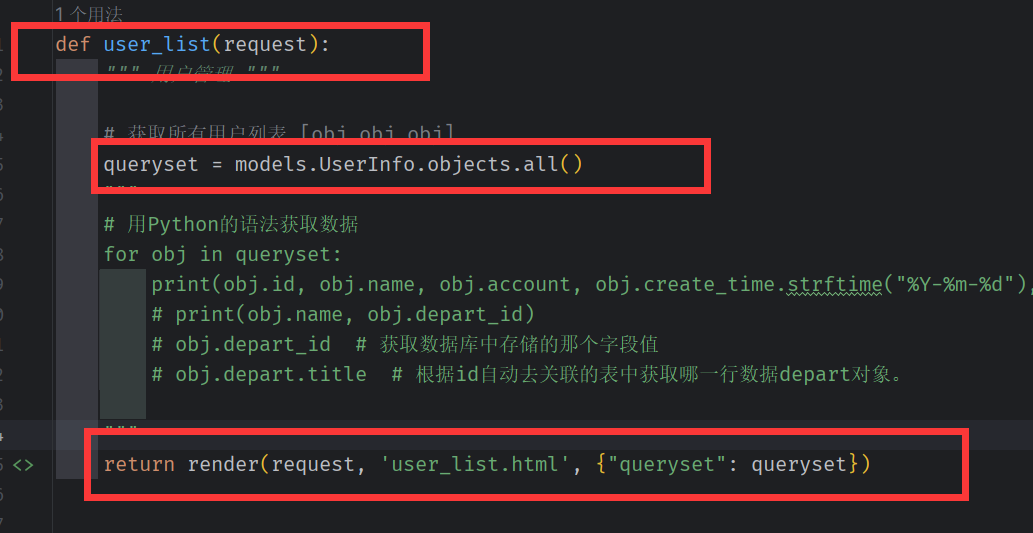 1 个用法
def user_list(request):
""" 用户管理 """
# 获取所有用户列表 [obj,obj,obj]
queryset = models.UserInfo.objects.all()
"""
# 用Python的语法获取数据
for obj in queryset:
print(obj.id, obj.name, obj.account, obj.create_time.strftime("%Y-%m-%d"),
# print(obj.name, obj.depart_id)
# obj.depart_id  # 获取数据库中存储的那个字段值
# obj.depart.title  # 根据id自动去关联的表中获取哪一行数据depart对象。
"""
return render(request, 'user_list.html', {"queryset": queryset})